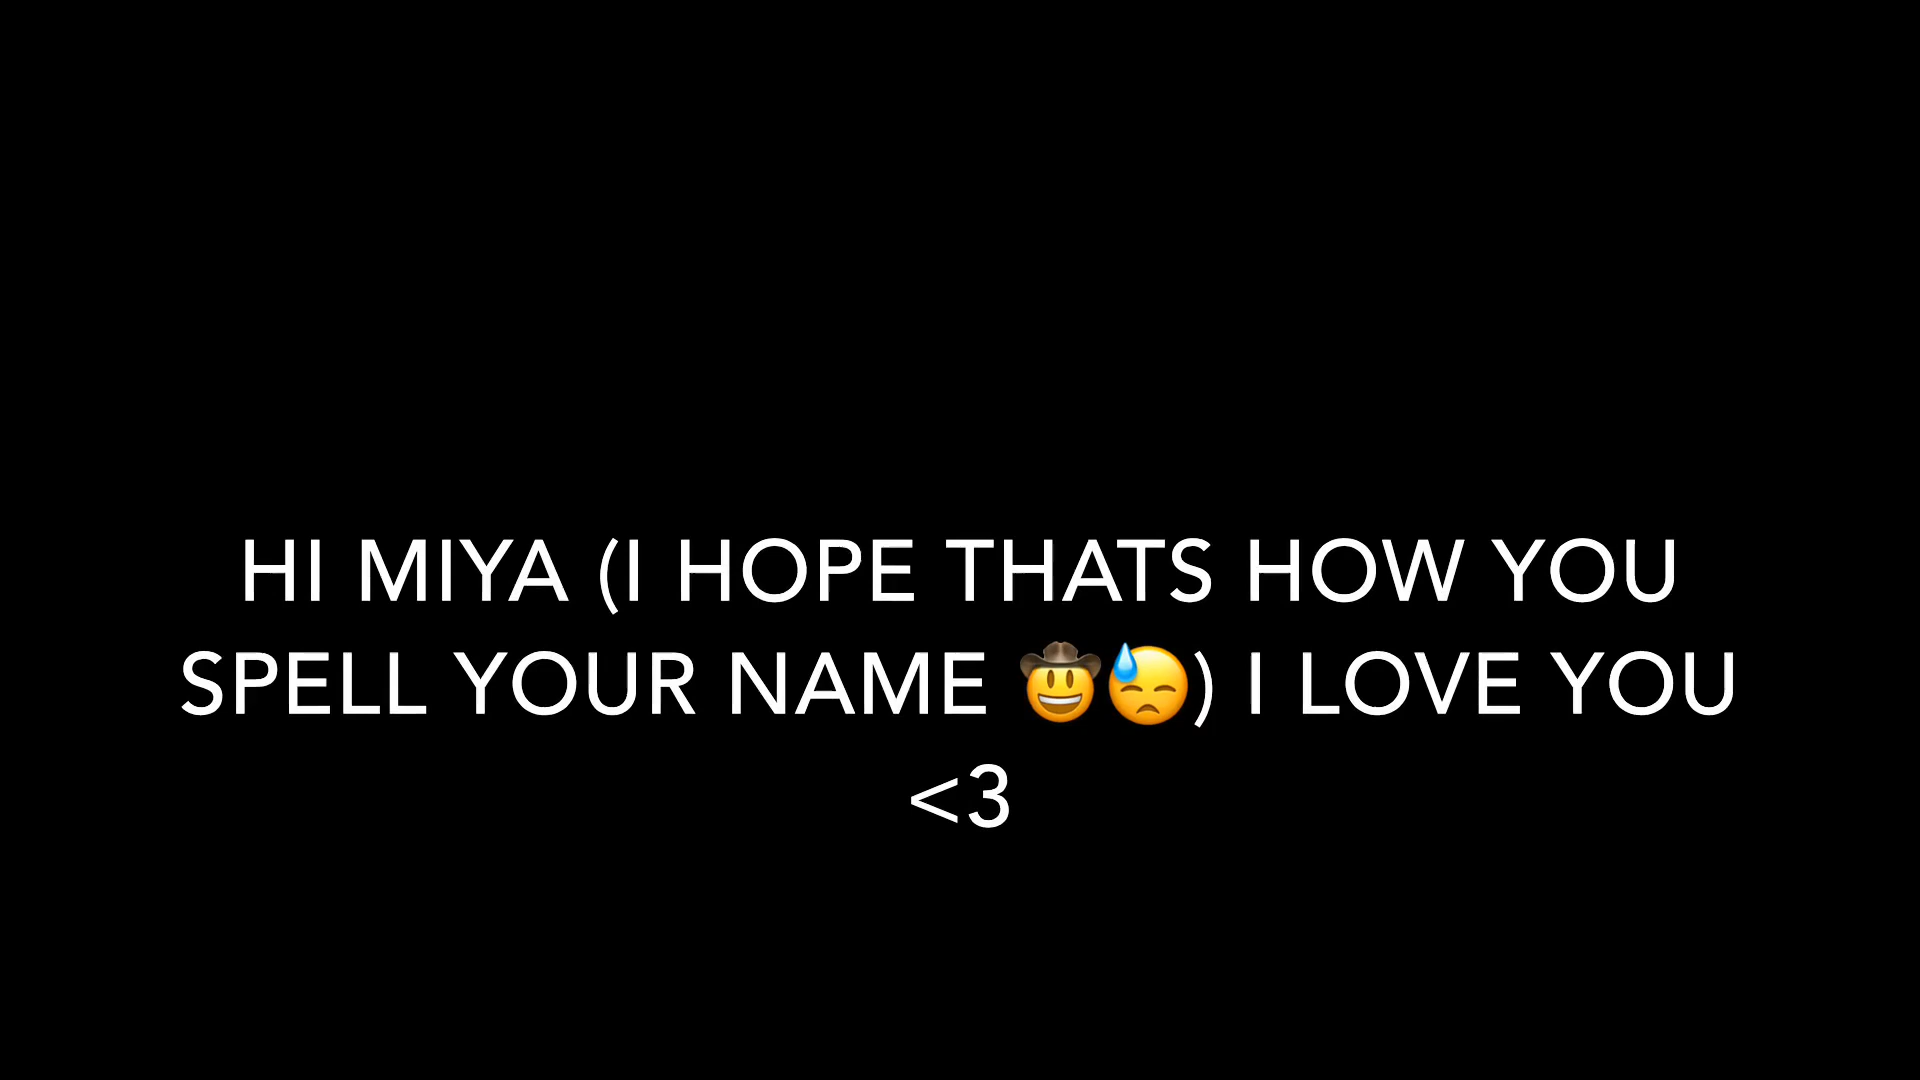 HI MIYA (I HOPE THATS HOW YOU
SPELL YOUR NAME 🤠😓) I LOVE YOU
<3